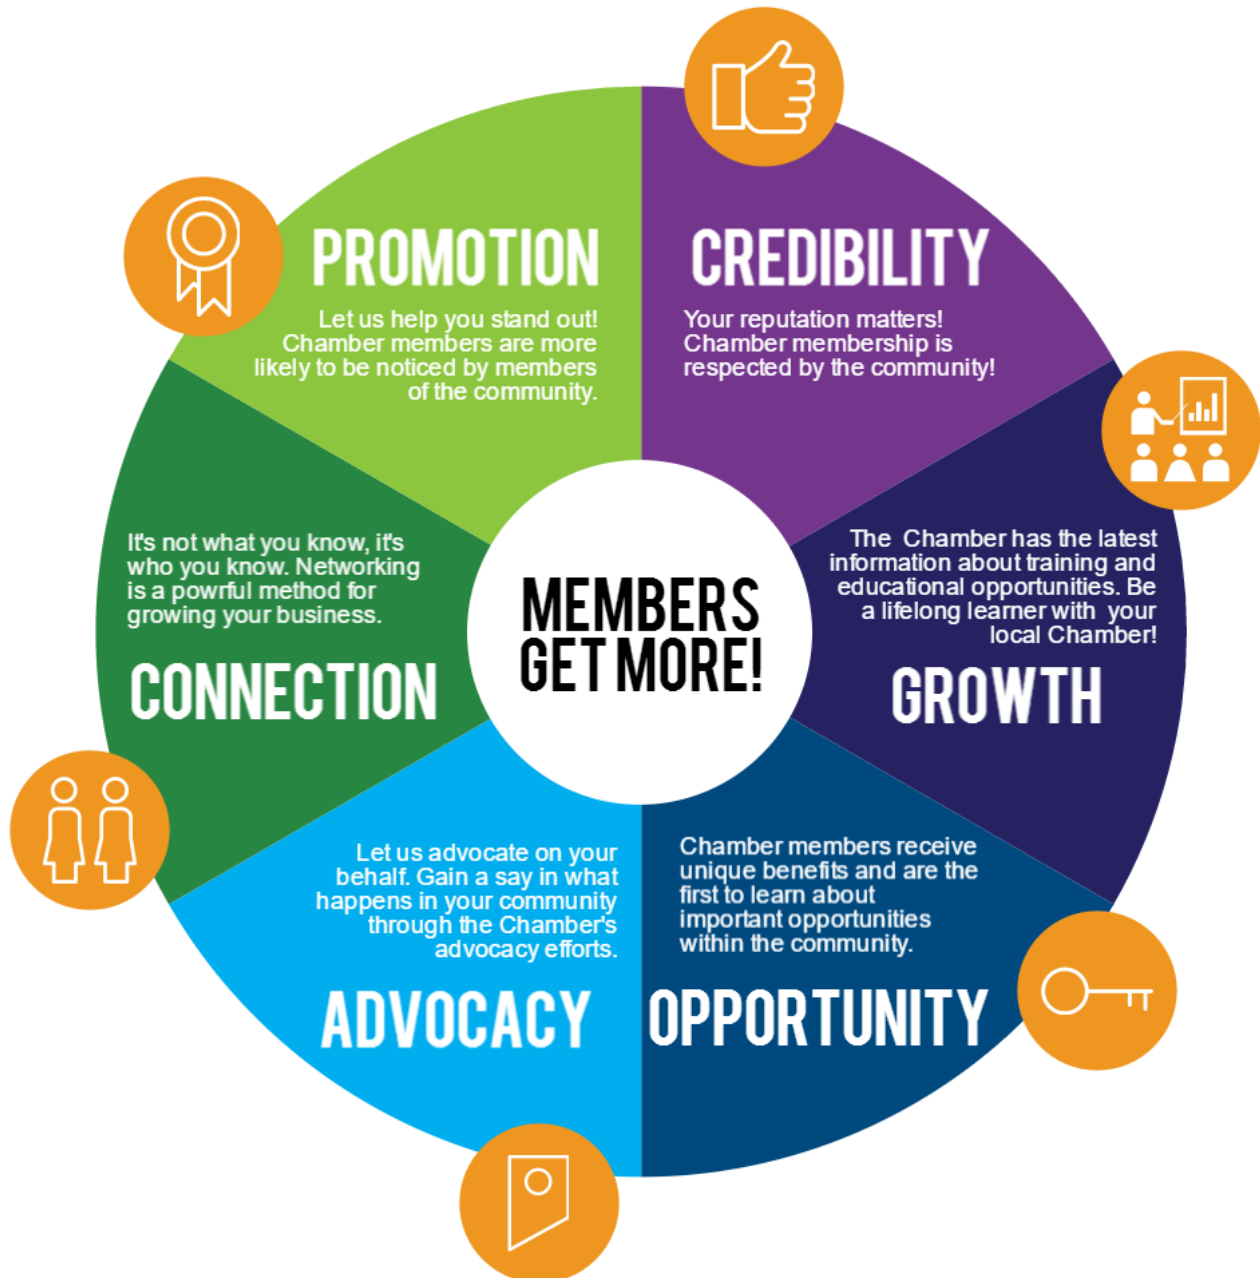 PROMOTION
Let us help you stand out!
Chamber members are more
likely to be noticed by members
of the community.
CREDIBILITY
Your reputation matters!
Chamber membership is
respected by the community!
It's not what you know, it's
who you know. Networking
is a powrful method for
growing your business.
CONNECTION
MEMBERS
GET MORE!
The Chamber has the latest
information about training and
educational opportunities. Be
a lifelong learner with your
local Chamber!
GROWTH
Let us advocate on your
behalf. Gain a say in what
happens in your community
through the Chamber's
advocacy efforts.
ADVOCACY
Chamber members receive
unique benefits and are the
first to learn about
important opportunities
within the community.
OPPORTUNITY